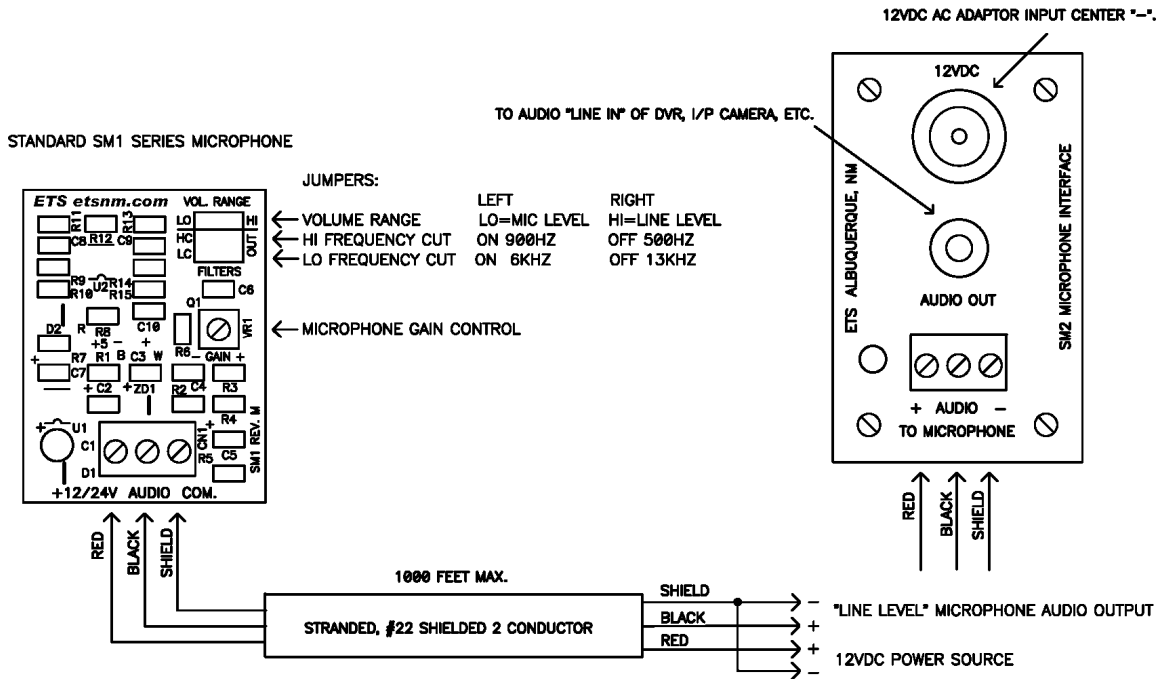 12VDC AC ADAPTOR INPUT CENTER "–".
TO AUDIO "LINE IN" OF DVR, I/P CAMERA, ETC.
STANDARD SM1 SERIES MICROPHONE
ETS etsnm.com VOL. RANGE
LO HI
HC
LC
OUT
FILTERS
R11
R12
R13
C8
C9
R9
R10
U2
R14
R15
C6
Q1
VR1
D2
R
R8
C10
+5 – +
R6
– GAIN +
+
R7
C7
R1
B C3 W
R2
C4
R3
+ C2
+ ZD1
R4
+
U1
C1
D1
CN1
+
R5
C5
SM1 REV. M
+12/24V AUDIO COM.
JUMPERS:
LEFT RIGHT
VOLUME RANGE LO=MIC LEVEL HI=LINE LEVEL
HI FREQUENCY CUT ON 900HZ OFF 500HZ
LO FREQUENCY CUT ON 6KHZ OFF 13KHZ
MICROPHONE GAIN CONTROL
12VDC
ETS ALBUQUERQUE, NM
SM2 MICROPHONE INTERFACE
AUDIO OUT
+ AUDIO –
TO MICROPHONE
RED
BLACK
SHIELD
RED
BLACK
SHIELD
1000 FEET MAX.
STRANDED, #22 SHIELDED 2 CONDUCTOR
SHIELD
BLACK
RED
–
+
"LINE LEVEL" MICROPHONE AUDIO OUTPUT
+
–
12VDC POWER SOURCE